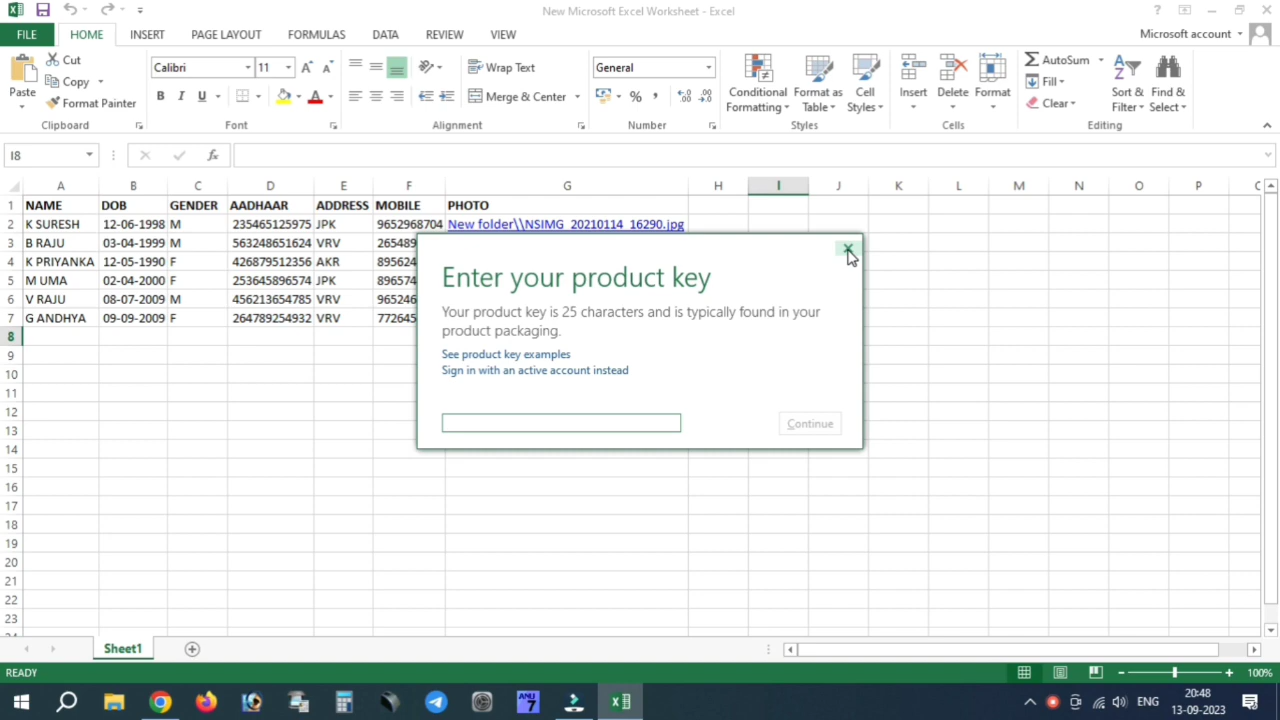 New Microsoft Excel Worksheet - Excel
FILE HOME INSERT PAGE LAYOUT FORMULAS DATA REVIEW VIEW Microsoft account
Paste
Cut
Copy
Format Painter
Clipboard
Calibri 11
B I U
Font
Wrap Text
Merge & Center
Alignment
General
%
Number
Conditional Formatting
Format as Table
Cell Styles
Styles
Insert
Delete
Format
Cells
AutoSum
Fill
Clear
Sort & Filter
Find & Select
Editing
I8 fx
A B C D E F G H I J K L M N O P
1 NAME DOB GENDER AADHAAR ADDRESS MOBILE PHOTO
2 K SURESH 12-06-1998 M 235465125975 JPK 9652968704 New folder\\NSIMG_20210114_16290.jpg
3 B RAJU 03-04-1999 M 563248651624 VRV 265489
4 K PRIYANKA 12-05-1990 F 426879512356 AKR 895624
5 M UMA 02-04-2000 F 253645896574 JPK 896574
6 V RAJU 08-07-2009 M 456213654785 VRV 965246
7 G ANDHYA 09-09-2009 F 264789254932 VRV 772645
8
9
10
11
12
13
14
15
16
17
18
19
20
21
22
23
Enter your product key
Your product key is 25 characters and is typically found in your
product packaging.
See product key examples
Sign in with an active account instead
Continue
Sheet1
READY 100%
ANU 7
ENG
20:48
13-09-2023